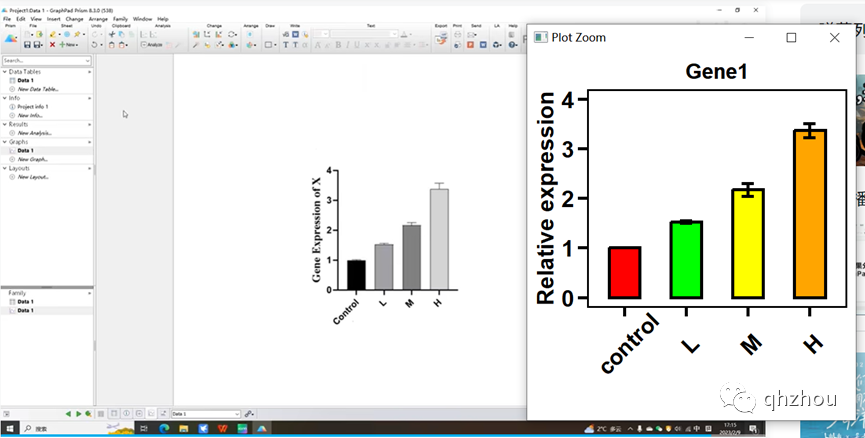 Project1:Data 1 - GraphPad Prism 8.3.0 (538)
File Edit View Insert Change Arrange Family Window Help
Prism File Sheet Undo Clipboard Analysis Change Arrange Draw Write Text Export Print Send LA Help
New
Analyze
Search...
Data Tables
Data 1
New Data Table...
Info
Project info 1
New Info...
Results
New Analysis...
Graphs
Data 1
New Graph...
Layouts
New Layout...
Family
Data 1
Data 1
Gene Expression of X
4
3
2
1
0
Control L M H
Plot Zoom
Gene1
Relative expression
4
3
2
1
0
control L M H
qhzhou
Data 1
搜索
2°C 多云
中
17:15
2023/2/9